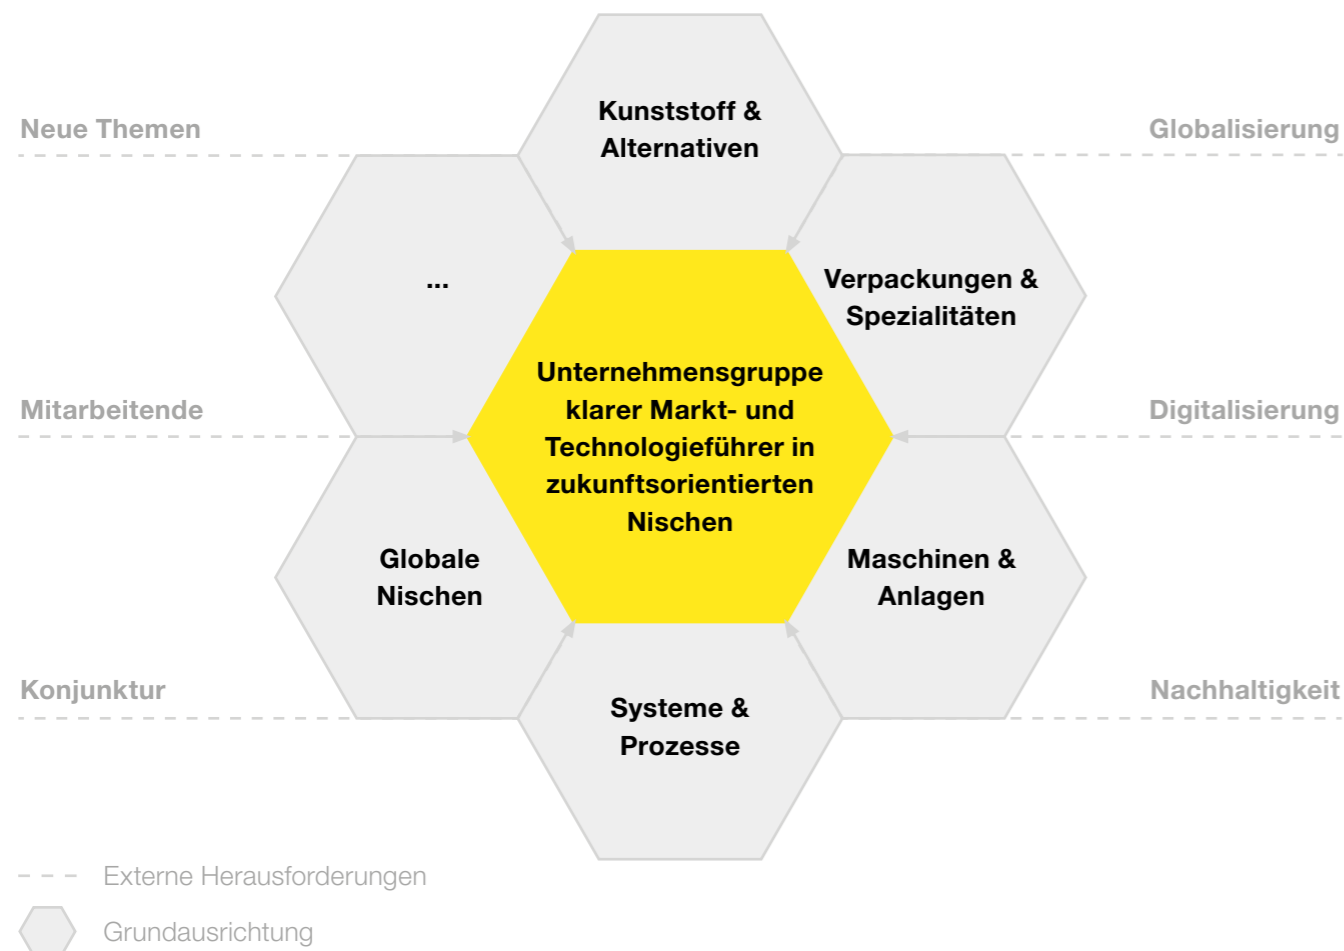 Kunststoff &
Alternativen
Neue Themen
Globalisierung
...
Verpackungen &
Spezialitäten
Unternehmensgruppe
klarer Markt- und
Technologieführer in
zukunftsorientierten
Nischen
Mitarbeitende
Digitalisierung
Globale
Nischen
Maschinen &
Anlagen
Konjunktur
Nachhaltigkeit
Systeme &
Prozesse
Externe Herausforderungen
Grundausrichtung